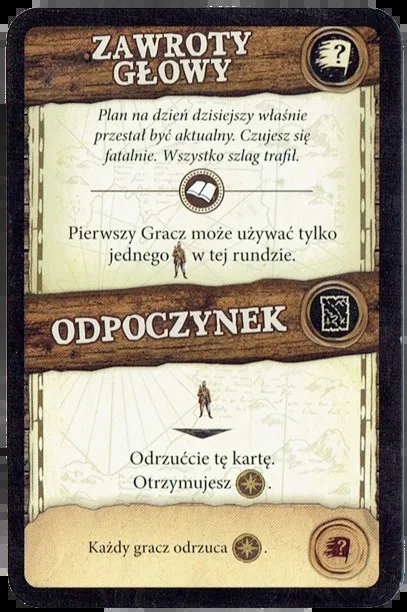 ZAWROTY
GŁOWY
?
Plan na dzień dzisiejszy właśnie
przestał być aktualny. Czujesz się
fatalnie. Wszystko szlag trafił.
Pierwszy Gracz może używać tylko
jednego w tej rundzie.
ODPOCZYNEK
Odrzućcie tę kartę.
Otrzymujesz .
Każdy gracz odrzuca .
?